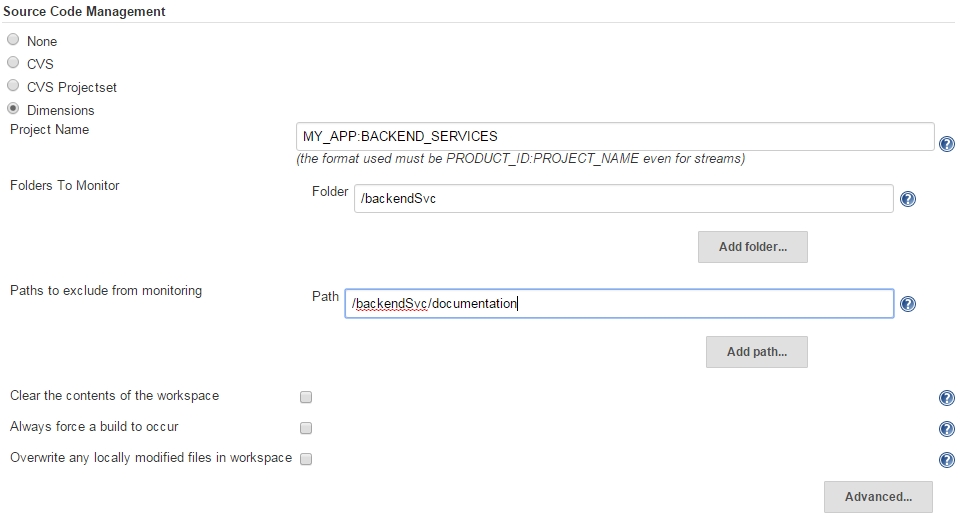 Source Code Management
None
CVS
CVS Projectset
Dimensions
Project Name
MY_APP:BACKEND_SERVICES
(the format used must be PRODUCT_ID:PROJECT_NAME even for streams)
Folders To Monitor
Folder
/backendSvc
Add folder...
Paths to exclude from monitoring
Path
/backendSvc/documentation
Add path...
Clear the contents of the workspace
Always force a build to occur
Overwrite any locally modified files in workspace
Advanced...